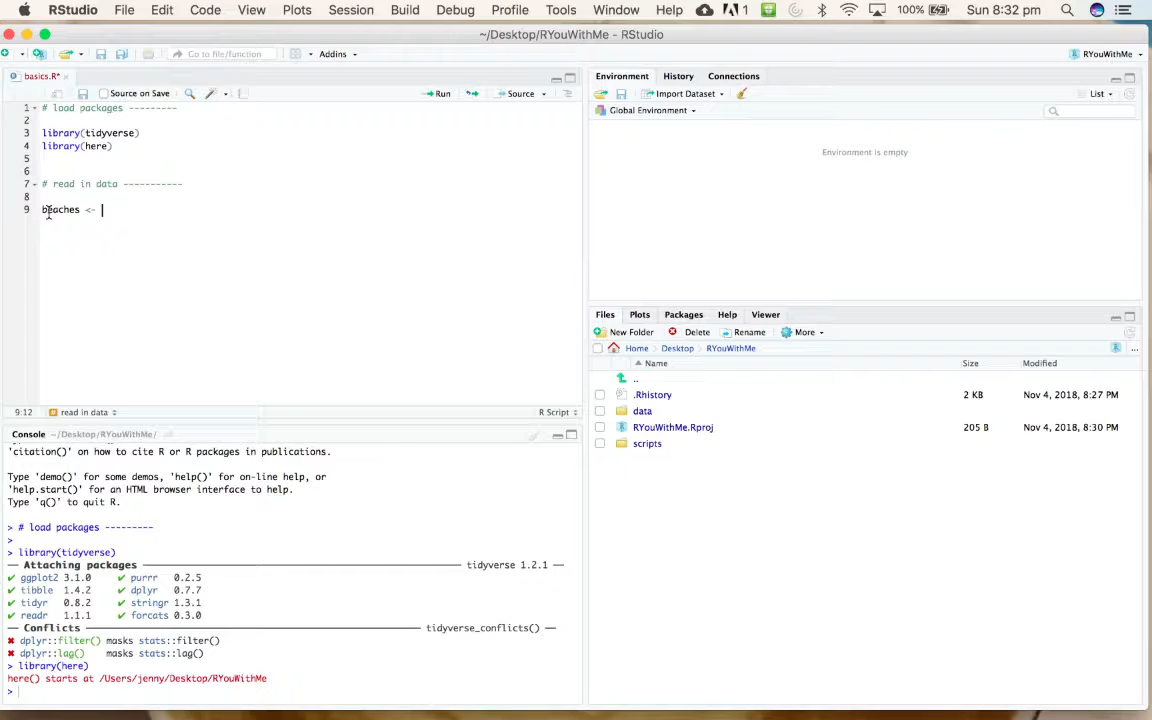 RStudio File Edit Code View Plots Session Build Debug Profile Tools Window Help 1 100% Sun 8:32 pm
~/Desktop/RYouWithMe - RStudio
Go to file/function Addins RYouWithMe
basics.R*
Source on Save Run Source
1 # load packages ---------
2
3 library(tidyverse)
4 library(here)
5
6
7 # read in data -----------
8
9 beaches <-
9:12 read in data R Script
Console ~/Desktop/RYouWithMe/
'citation()' on how to cite R or R packages in publications.
Type 'demo()' for some demos, 'help()' for on-line help, or
'help.start()' for an HTML browser interface to help.
Type 'q()' to quit R.
> # load packages ---------
>
> library(tidyverse)
— Attaching packages ———— tidyverse 1.2.1 —
✔ ggplot2 3.1.0 ✔ purrr 0.2.5
✔ tibble 1.4.2 ✔ dplyr 0.7.7
✔ tidyr 0.8.2 ✔ stringr 1.3.1
✔ readr 1.1.1 ✔ forcats 0.3.0
— Conflicts ———— tidyverse_conflicts() —
✖ dplyr::filter() masks stats::filter()
✖ dplyr::lag() masks stats::lag()
> library(here)
here() starts at /Users/jenny/Desktop/RYouWithMe
>
Environment History Connections
Import Dataset List
Global Environment
Environment is empty
Files Plots Packages Help Viewer
New Folder Delete Rename More
Home Desktop RYouWithMe ...
Name Size Modified
..
.Rhistory 2 KB Nov 4, 2018, 8:27 PM
data
RYouWithMe.Rproj 205 B Nov 4, 2018, 8:30 PM
scripts